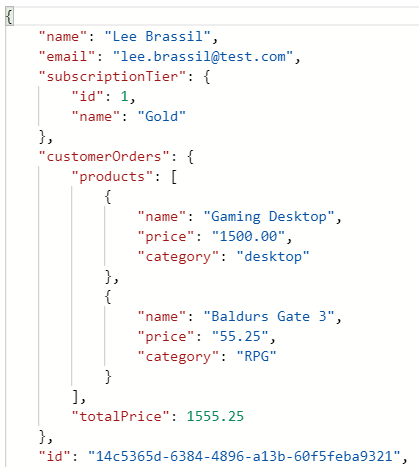 {
"name": "Lee Brassil",
"email": "lee.brassil@test.com",
"subscriptionTier": {
"id": 1,
"name": "Gold"
},
"customerOrders": {
"products": [
{
"name": "Gaming Desktop",
"price": "1500.00",
"category": "desktop"
},
{
"name": "Baldurs Gate 3",
"price": "55.25",
"category": "RPG"
}
],
"totalPrice": 1555.25
},
"id": "14c5365d-6384-4896-a13b-60f5feba9321",